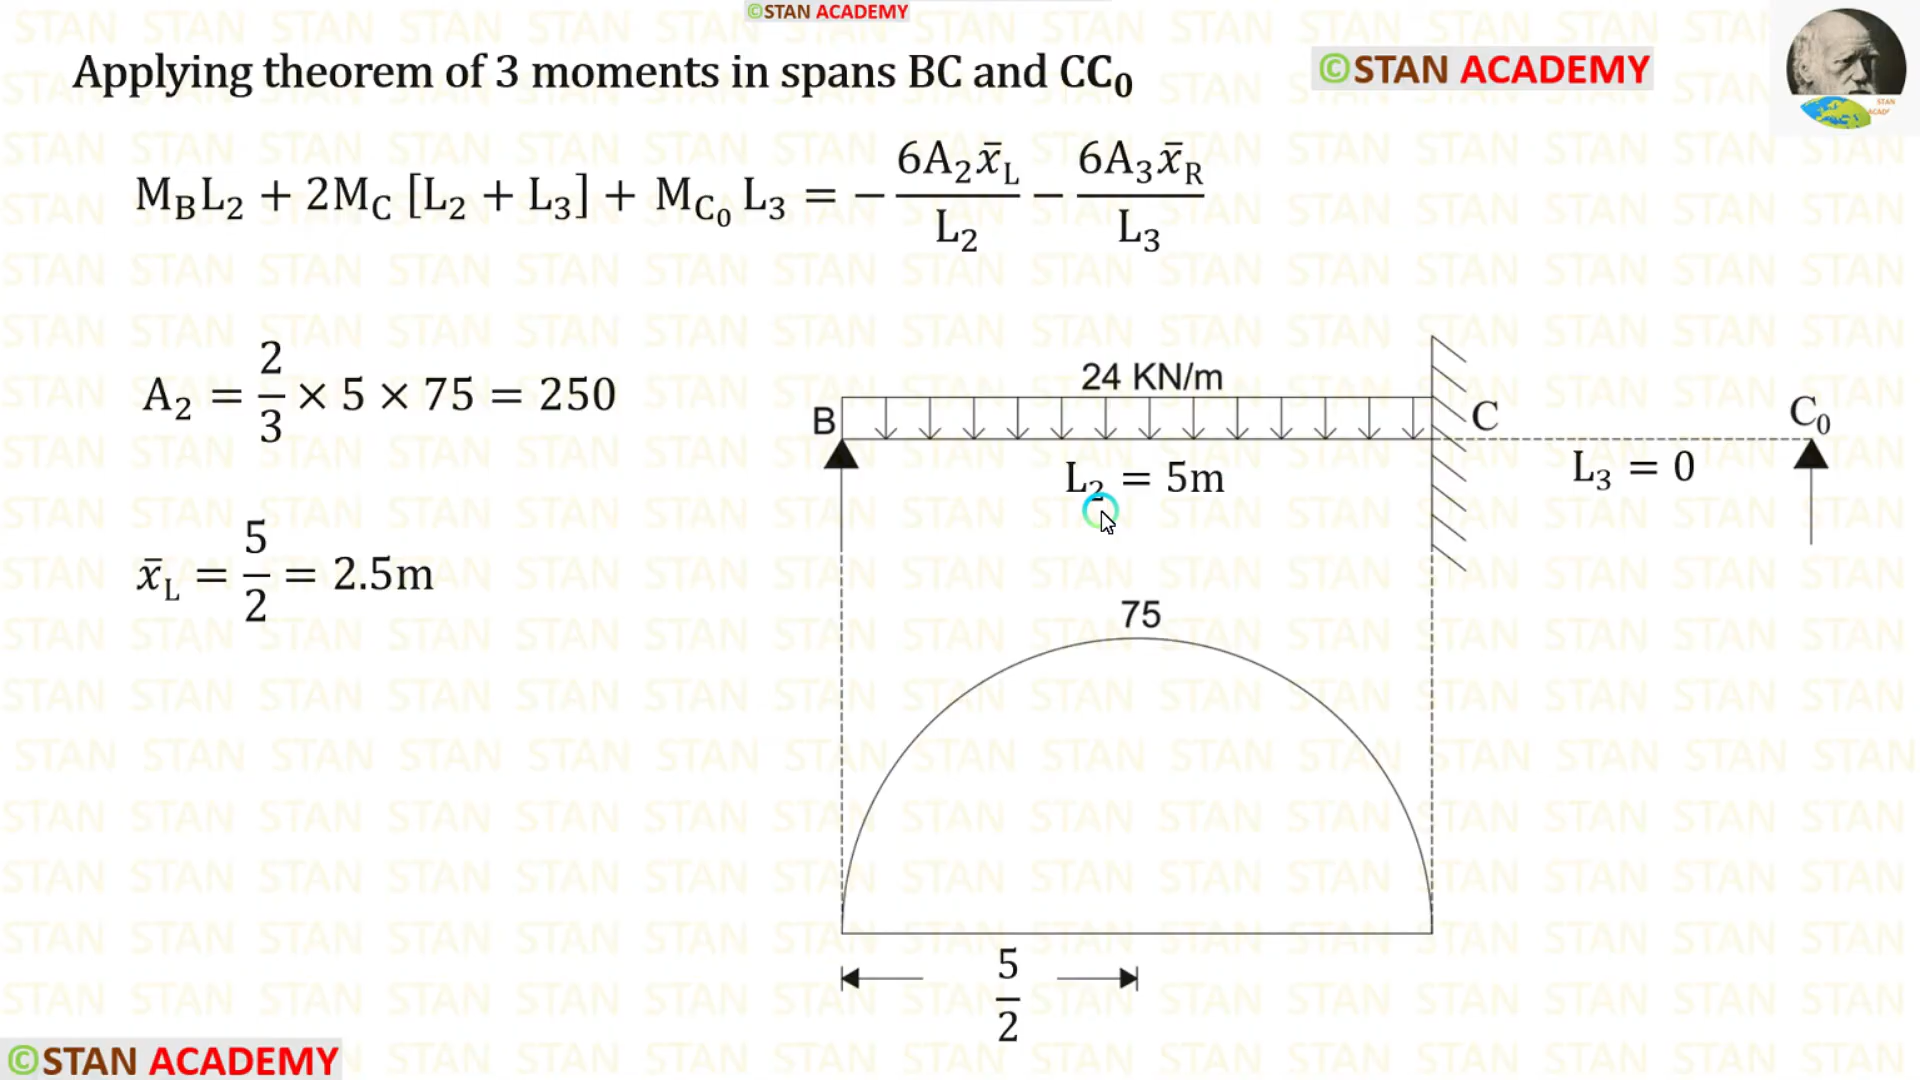 ©STAN ACADEMY
Applying theorem of 3 moments in spans BC and CC₀
©STAN ACADEMY
STAN
ACADY
M_B L₂ + 2M_C [L₂ + L₃] + M_C₀ L₃ = − 6A₂x̄_L / L₂ − 6A₃x̄_R / L₃
A₂ = 2/3 × 5 × 75 = 250
24 KN/m
B
C
C₀
L₂ = 5m
L₃ = 0
x̄_L = 5/2 = 2.5m
75
5/2
©STAN ACADEMY